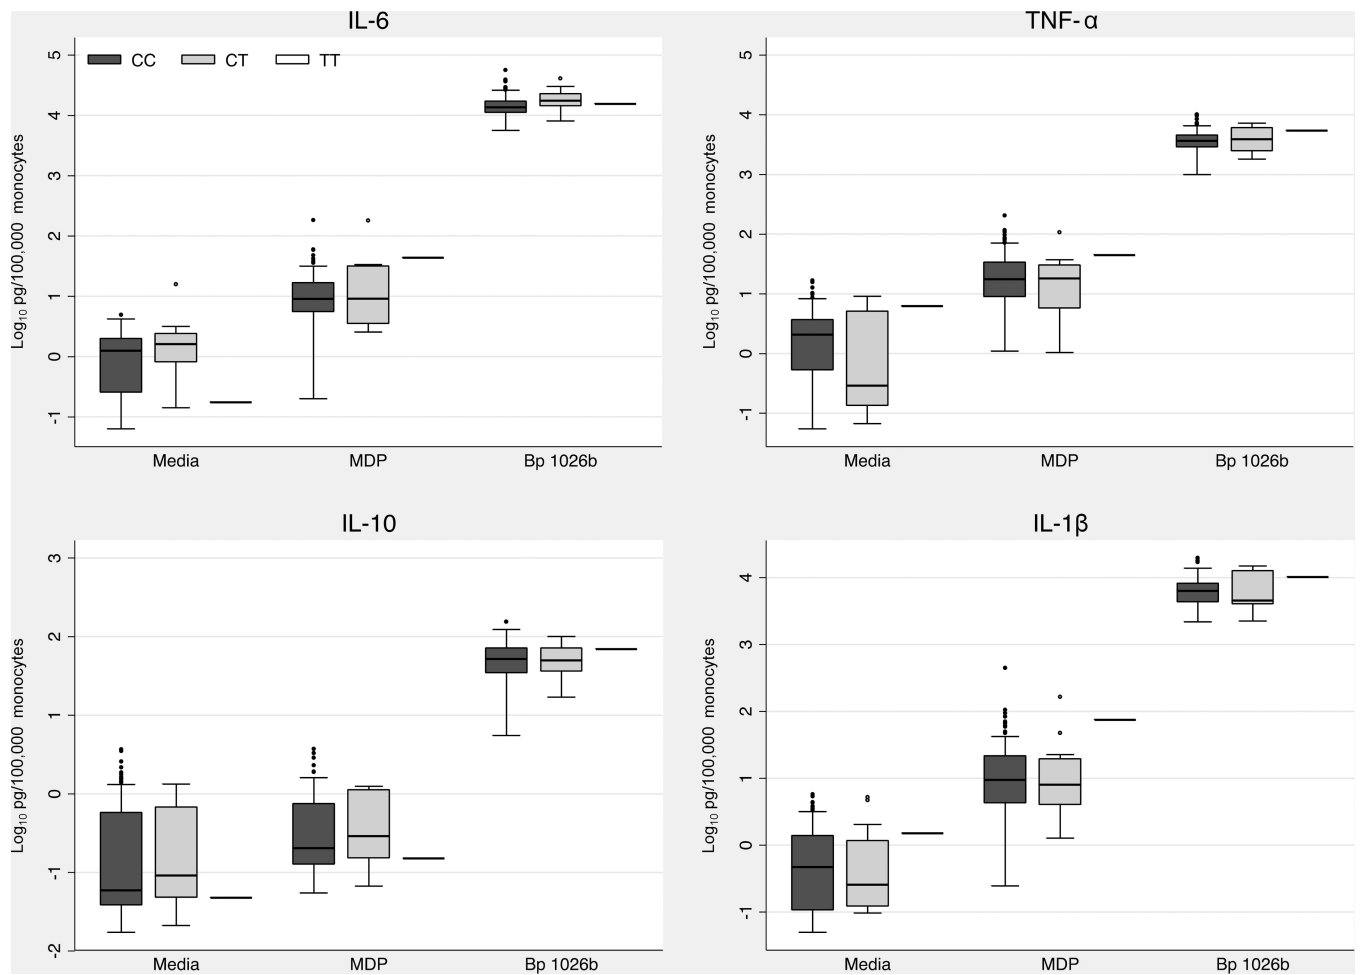 IL-6
5
4
3
2
1
0
-1
CC CT TT
Log10 pg/100,000 monocytes
Media MDP Bp 1026b
TNF- α
5
4
3
2
1
0
-1
Log10 pg/100,000 monocytes
Media MDP Bp 1026b
IL-10
3
2
1
0
-1
-2
Log10 pg/100,000 monocytes
Media MDP Bp 1026b
IL-1β
4
3
2
1
0
-1
Log10 pg/100,000 monocytes
Media MDP Bp 1026b